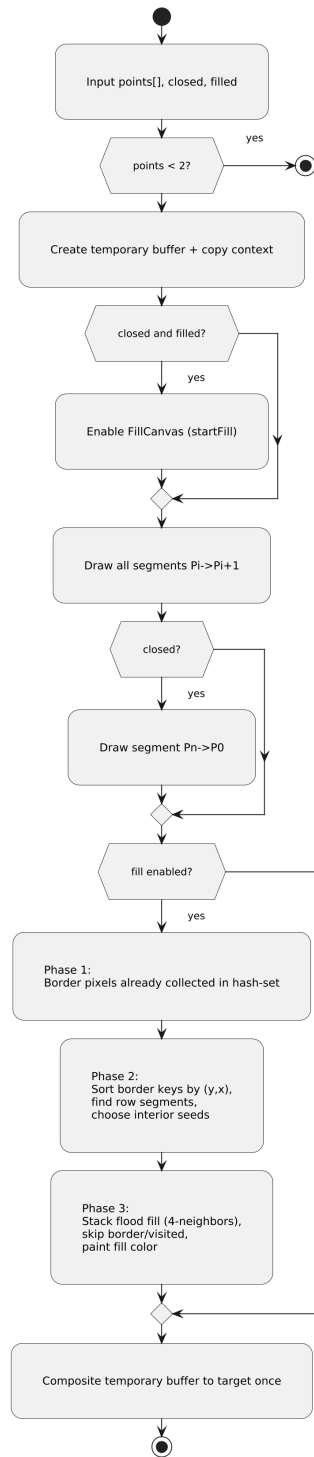 Input points[], closed, filled
yes
points < 2?
Create temporary buffer + copy context
closed and filled?
yes
Enable FillCanvas (startFill)
Draw all segments Pi->Pi+1
closed?
yes
Draw segment Pn->P0
fill enabled?
yes
Phase 1:
Border pixels already collected in hash-set
Phase 2:
Sort border keys by (y,x),
find row segments,
choose interior seeds
Phase 3:
Stack flood fill (4-neighbors),
skip border/visited,
paint fill color
Composite temporary buffer to target once